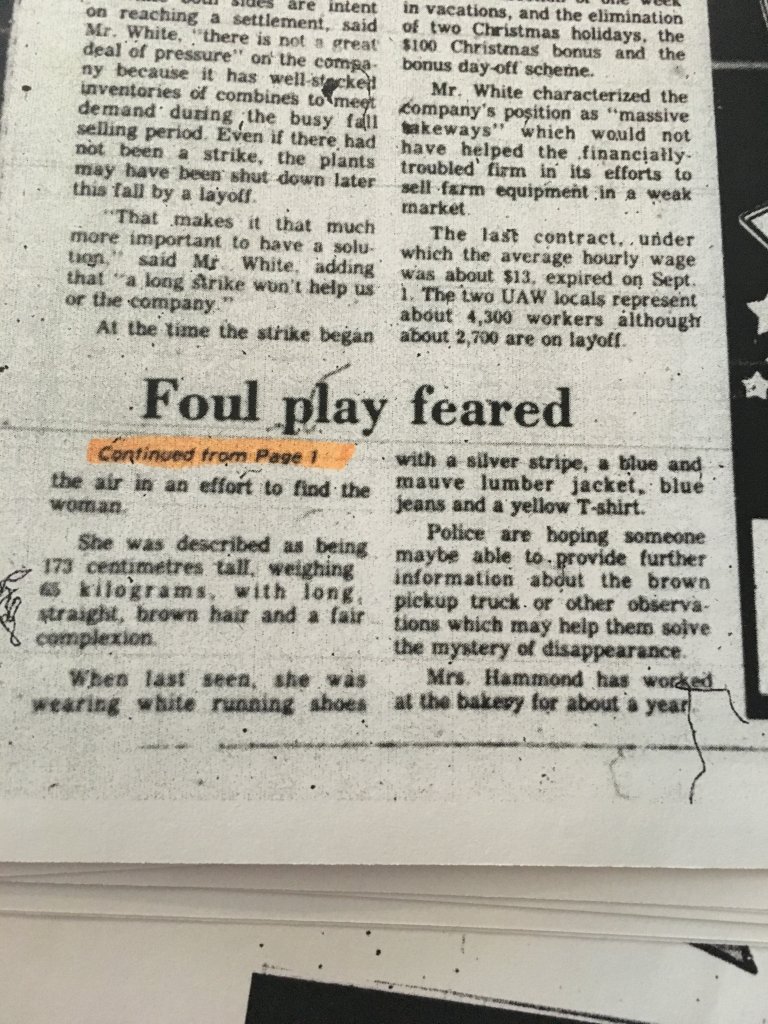 sides are intent
on reaching a settlement, said
Mr. White, "there is not a great
deal of pressure" on the compa-
ny because it has well-stocked
inventories of combines to meet
demand during the busy fall
selling period. Even if there had
not been a strike, the plants
may have been shut down later
this fall by a layoff.
"That makes it that much
more important to have a solu-
tion," said Mr. White, adding
that "a long strike won't help us
or the company."
At the time the strike began
of one week
in vacations, and the elimination
of two Christmas holidays, the
$100 Christmas bonus and the
bonus day-off scheme.
Mr. White characterized the
company's position as "massive
takeways" which would not
have helped the financially-
troubled firm in its efforts to
sell farm equipment in a weak
market.
The last contract, under
which the average hourly wage
was about $13, expired on Sept.
1. The two UAW locals represent
about 4,300 workers although
about 2,700 are on layoff.
Foul play feared
Continued from Page 1
the air in an effort to find the
woman.
She was described as being
173 centimetres tall, weighing
65 kilograms, with long,
straight, brown hair and a fair
complexion.
When last seen, she was
wearing white running shoes
with a silver stripe, a blue and
mauve lumber jacket, blue
jeans and a yellow T-shirt.
Police are hoping someone
maybe able to provide further
information about the brown
pickup truck or other observa-
tions which may help them solve
the mystery of disappearance.
Mrs. Hammond has worked
at the bakery for about a year.